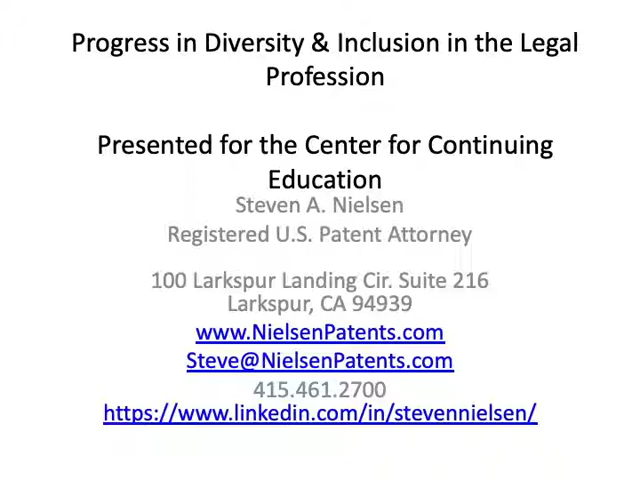 Progress in Diversity & Inclusion in the Legal
Profession
Presented for the Center for Continuing
Education
Steven A. Nielsen
Registered U.S. Patent Attorney
100 Larkspur Landing Cir. Suite 216
Larkspur, CA 94939
www.NielsenPatents.com
Steve@NielsenPatents.com
415.461.2700
https://www.linkedin.com/in/stevennielsen/